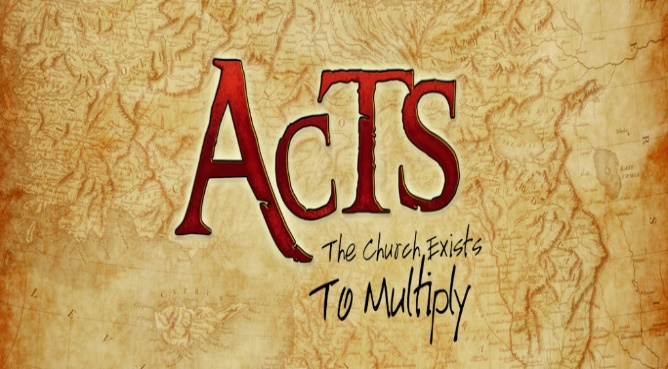 AcTS
The Church Exists
To Multiply